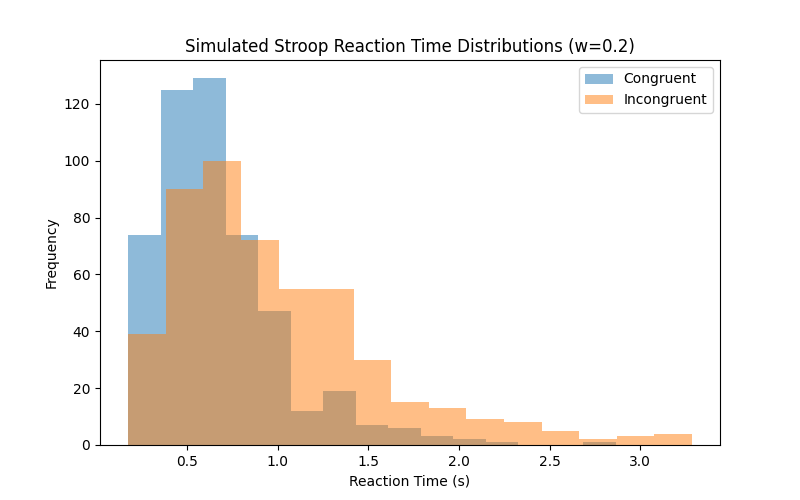 Simulated Stroop Reaction Time Distributions (w=0.2)
Congruent
Incongruent
Frequency
120
100
80
60
40
20
0
0.5 1.0 1.5 2.0 2.5 3.0
Reaction Time (s)